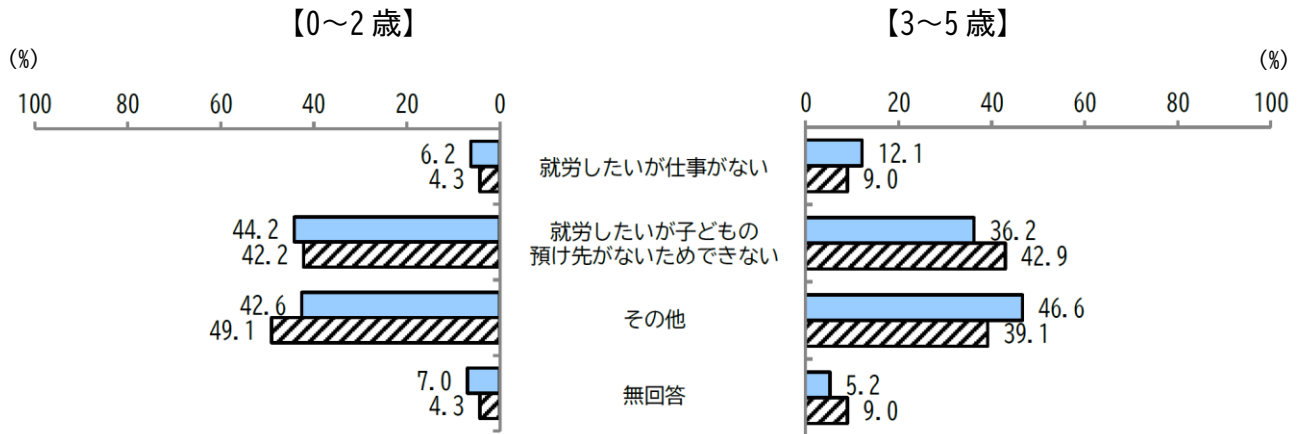 【0～2 歳】
【3～5 歳】
(%)
(%)
100 80 60 40 20 0
0 20 40 60 80 100
6.2
4.3
就労したいが仕事がない
12.1
9.0
44.2
42.2
就労したいが子どもの
預け先がないためできない
36.2
42.9
42.6
49.1
その他
46.6
39.1
7.0
4.3
無回答
5.2
9.0